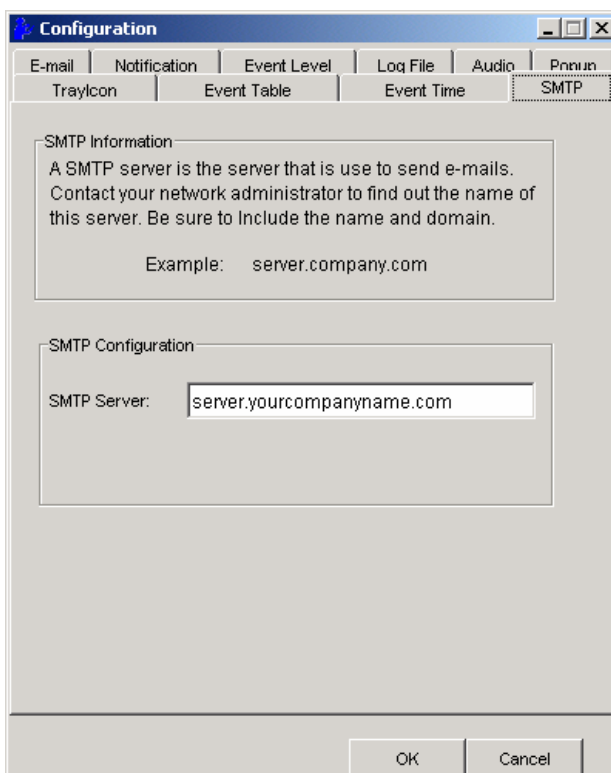 Configuration
E-mail Notification Event Level Log File Audio Popup
TrayIcon Event Table Event Time SMTP
SMTP Information
A SMTP server is the server that is use to send e-mails.
Contact your network administrator to find out the name of
this server. Be sure to Include the name and domain.
Example: server.company.com
SMTP Configuration
SMTP Server: server.yourcompanyname.com
OK Cancel